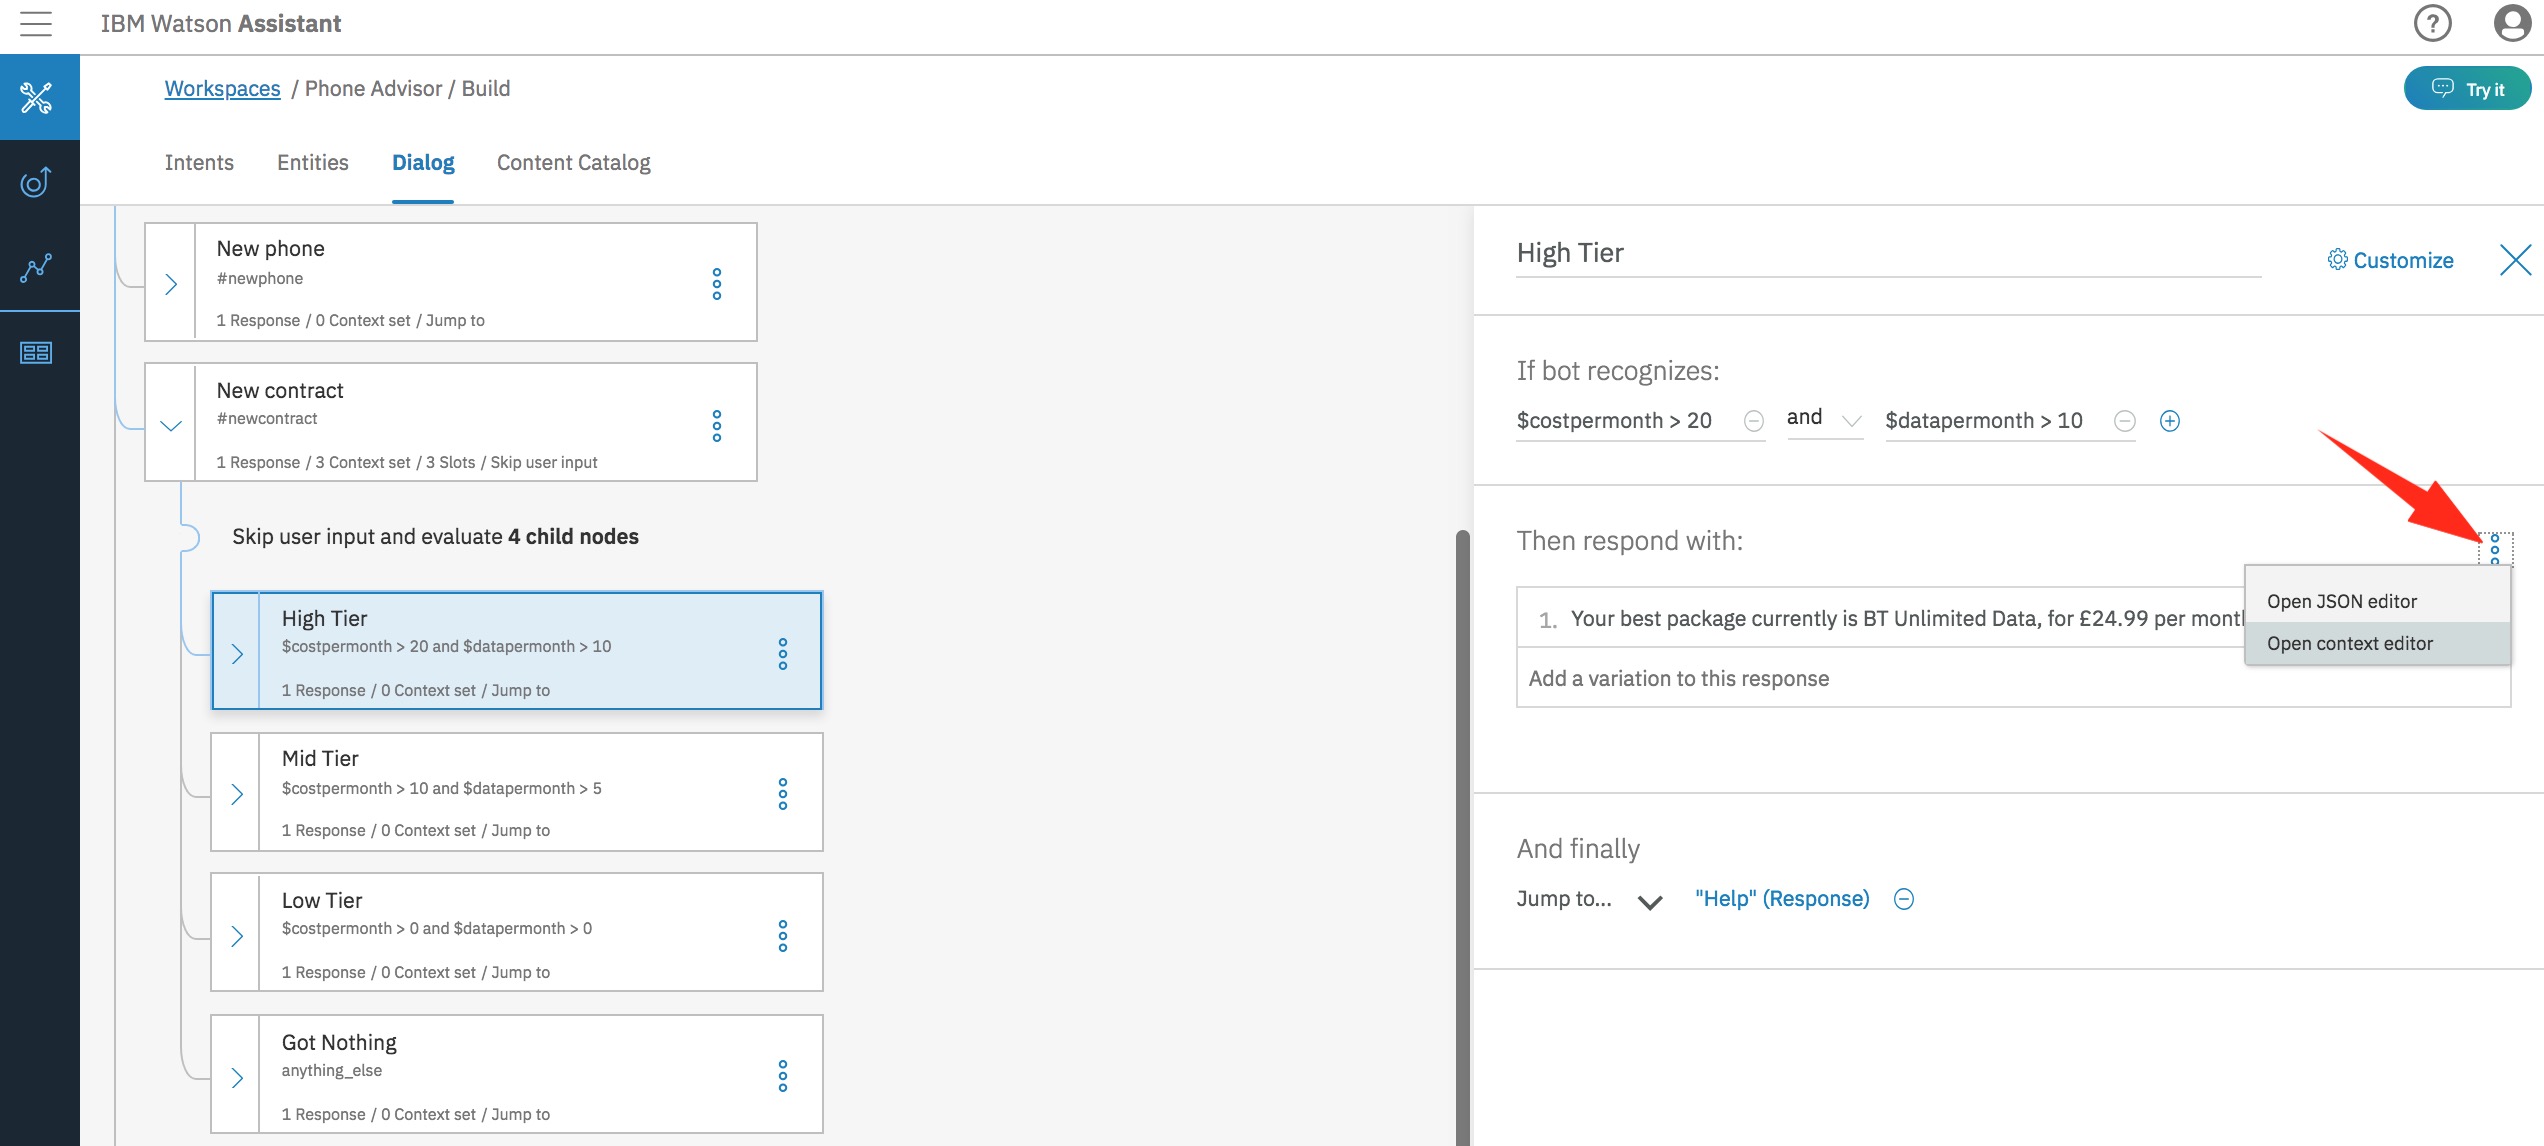 IBM Watson Assistant
?
Workspaces / Phone Advisor / Build
Try it
Intents Entities Dialog Content Catalog
New phone
#newphone
1 Response / 0 Context set / Jump to
New contract
#newcontract
1 Response / 3 Context set / 3 Slots / Skip user input
Skip user input and evaluate 4 child nodes
High Tier
$costpermonth > 20 and $datapermonth > 10
1 Response / 0 Context set / Jump to
Mid Tier
$costpermonth > 10 and $datapermonth > 5
1 Response / 0 Context set / Jump to
Low Tier
$costpermonth > 0 and $datapermonth > 0
1 Response / 0 Context set / Jump to
Got Nothing
anything_else
1 Response / 0 Context set / Jump to
High Tier
Customize
If bot recognizes:
$costpermonth > 20 and $datapermonth > 10
Then respond with:
Open JSON editor
Open context editor
1. Your best package currently is BT Unlimited Data, for £24.99 per month
Add a variation to this response
And finally
Jump to... "Help" (Response)